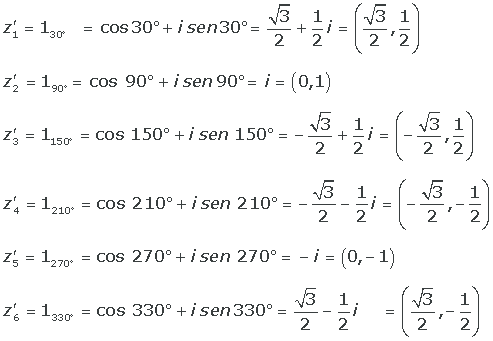 z′₁ = 1₃₀° = cos 30° + i sen 30° = √3/2 + 1/2 i = (√3/2, 1/2)
z′₂ = 1₉₀° = cos 90° + i sen 90° = i = (0,1)
z′₃ = 1₁₅₀° = cos 150° + i sen 150° = −√3/2 + 1/2 i = (−√3/2, 1/2)
z′₄ = 1₂₁₀° = cos 210° + i sen 210° = −√3/2 − 1/2 i = (−√3/2, −1/2)
z′₅ = 1₂₇₀° = cos 270° + i sen 270° = −i = (0,−1)
z′₆ = 1₃₃₀° = cos 330° + i sen 330° = √3/2 − 1/2 i = (√3/2, −1/2)